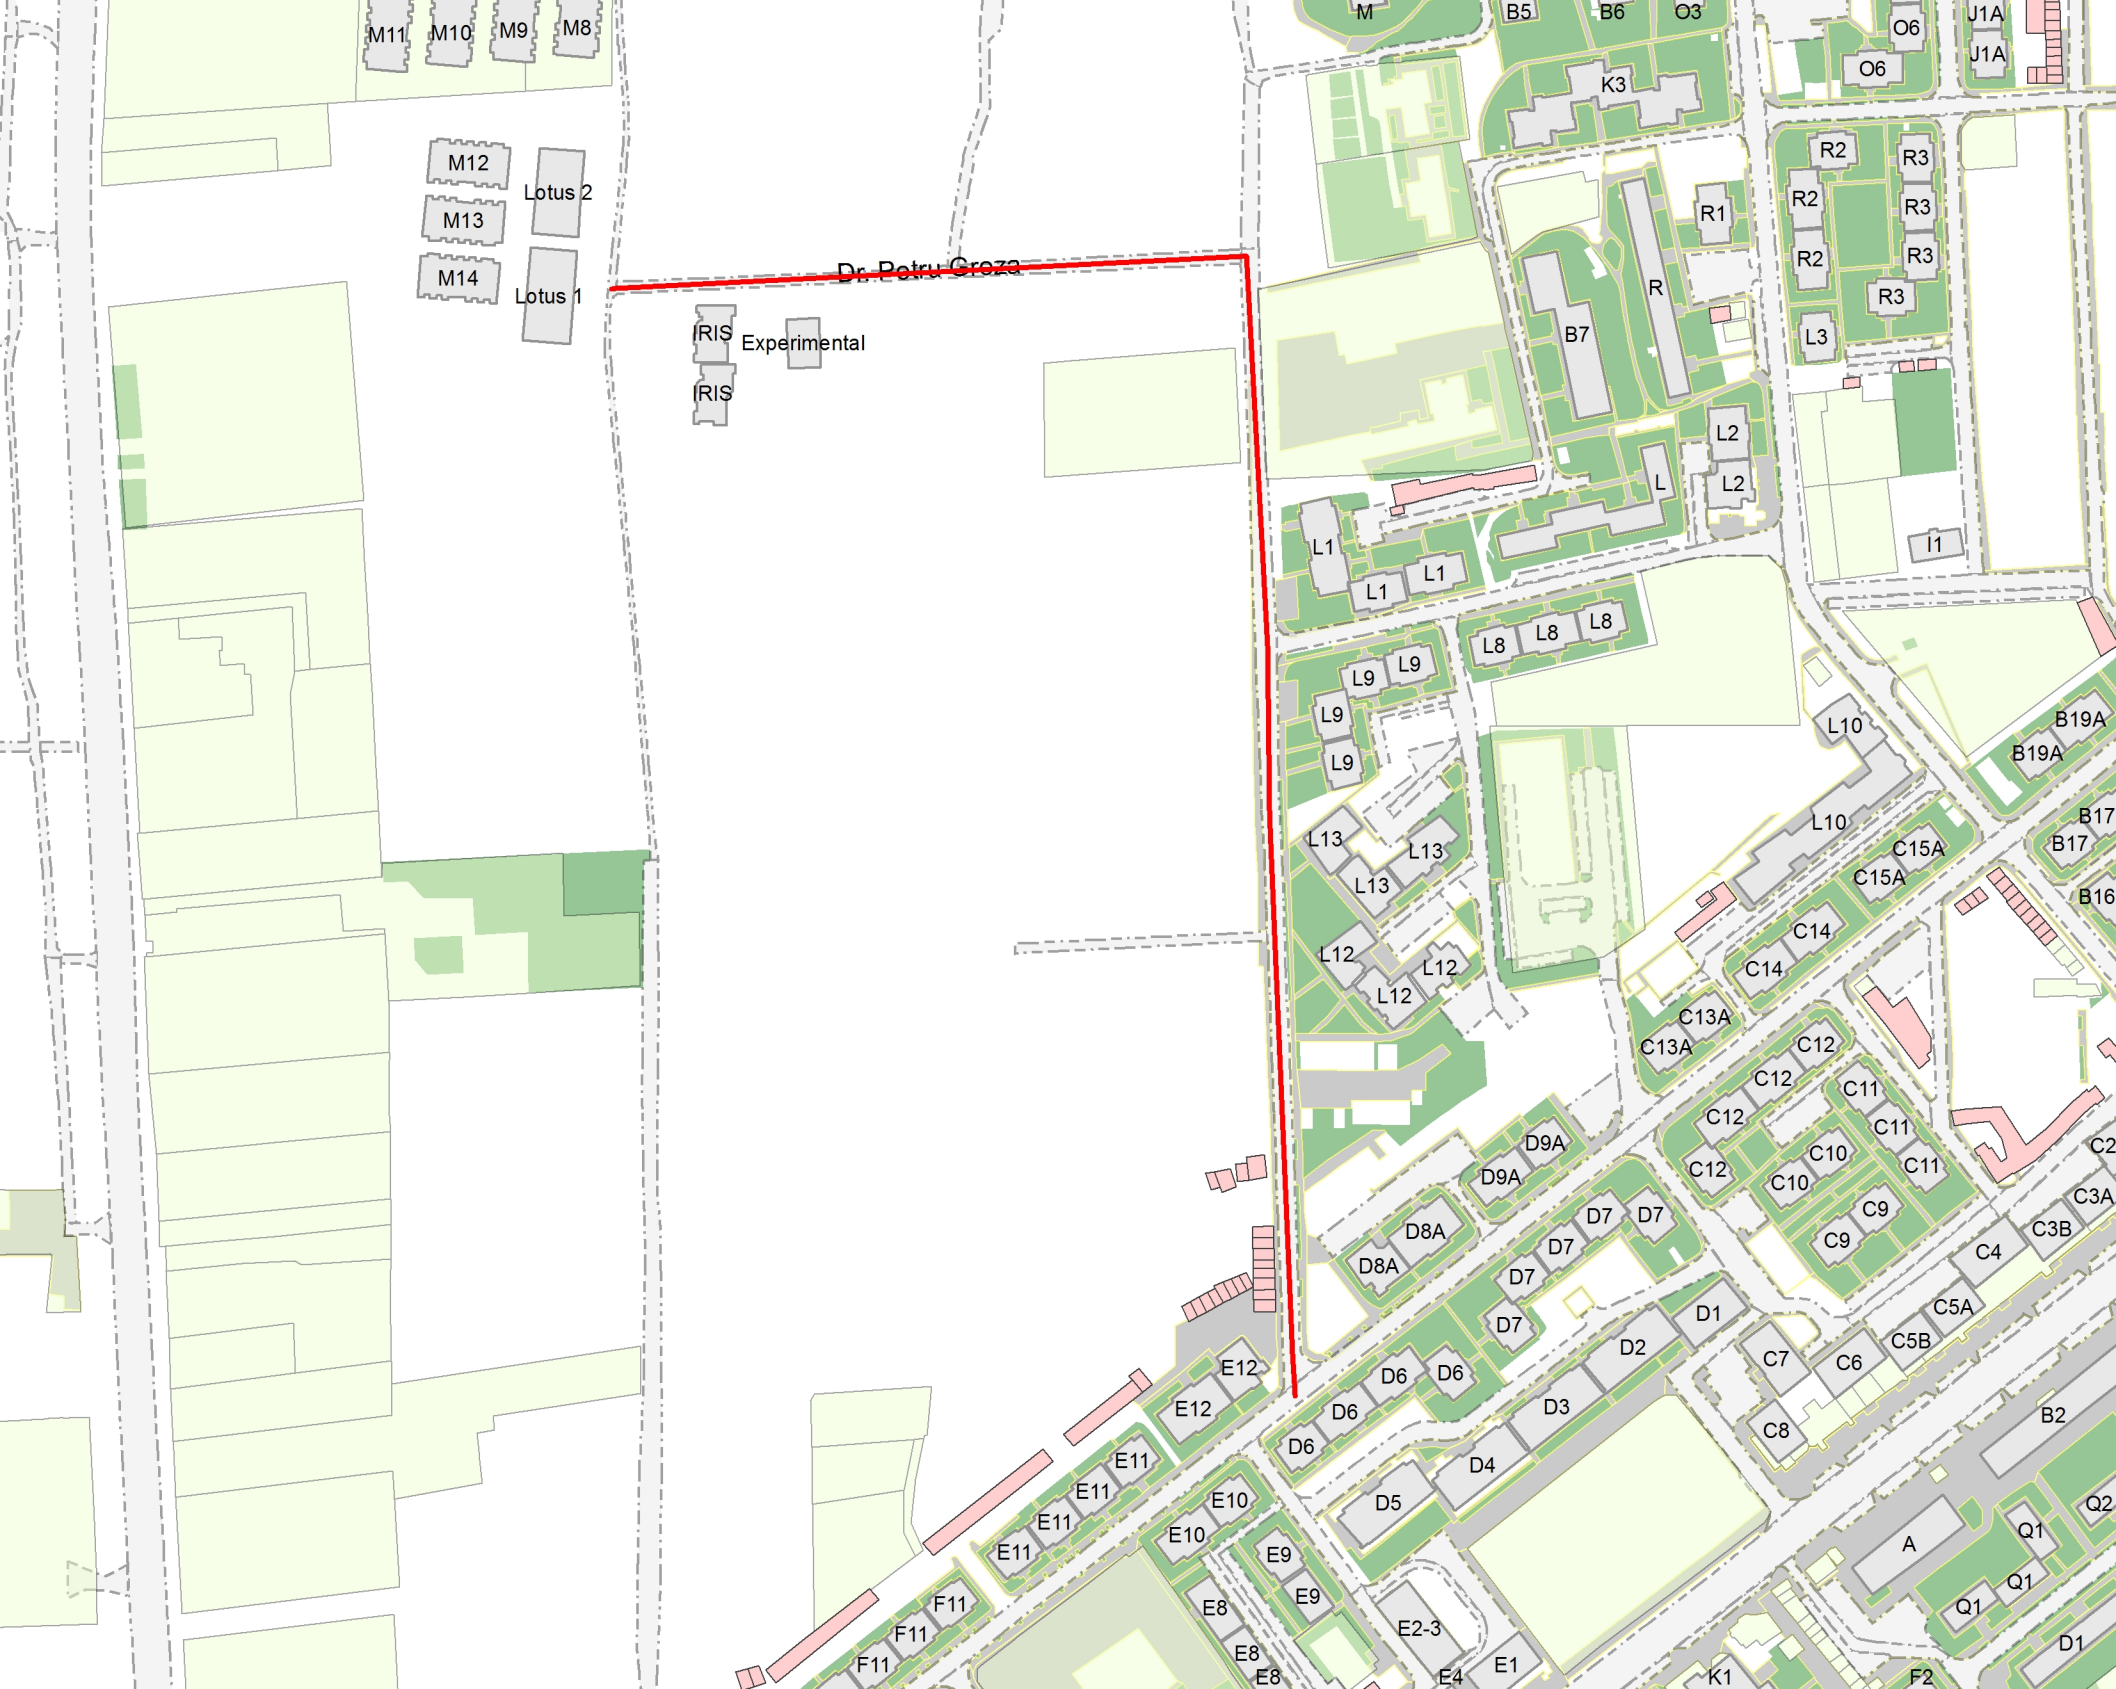 M11
M10
M9
M8
M
B5
B6
O3
O6
J1A
J1A
O6
K3
M12
M13
M14
Lotus 2
Lotus 1
Dr. Petru Groza
IRIS
Experimental
IRIS
R1
R
B7
R2
R2
R2
R3
R3
R3
R3
L3
L2
L2
L
L1
L1
L1
I1
L8
L8
L8
L9
L9
L9
L9
L10
L10
B19A
B19A
B17
B17
B16
L13
L13
L13
L12
L12
L12
C15A
C15A
C14
C14
C13A
C13A
C12
C12
C12
C12
C11
C11
C11
C10
C10
C9
C9
C2
C3A
C3B
C4
C5A
C5B
C6
C7
C8
D9A
D9A
D8A
D8A
D7
D7
D7
D7
D7
D1
D2
D3
D4
D5
D6
D6
D6
D6
E12
E12
E11
E11
E11
E11
E10
E10
E9
E9
E8
E8
E8
E2-3
E4
E1
F11
F11
F11
B2
A
Q1
Q1
Q1
Q2
D1
F2
K1